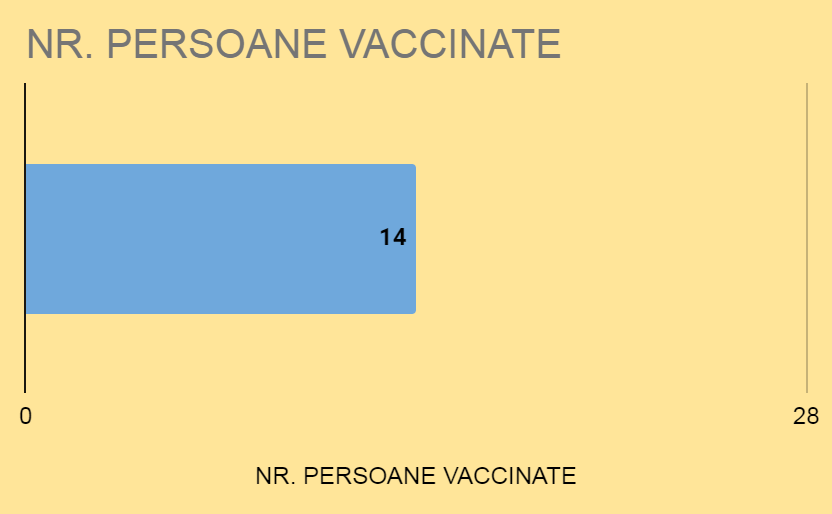 NR. PERSOANE VACCINATE
14
0
28
NR. PERSOANE VACCINATE